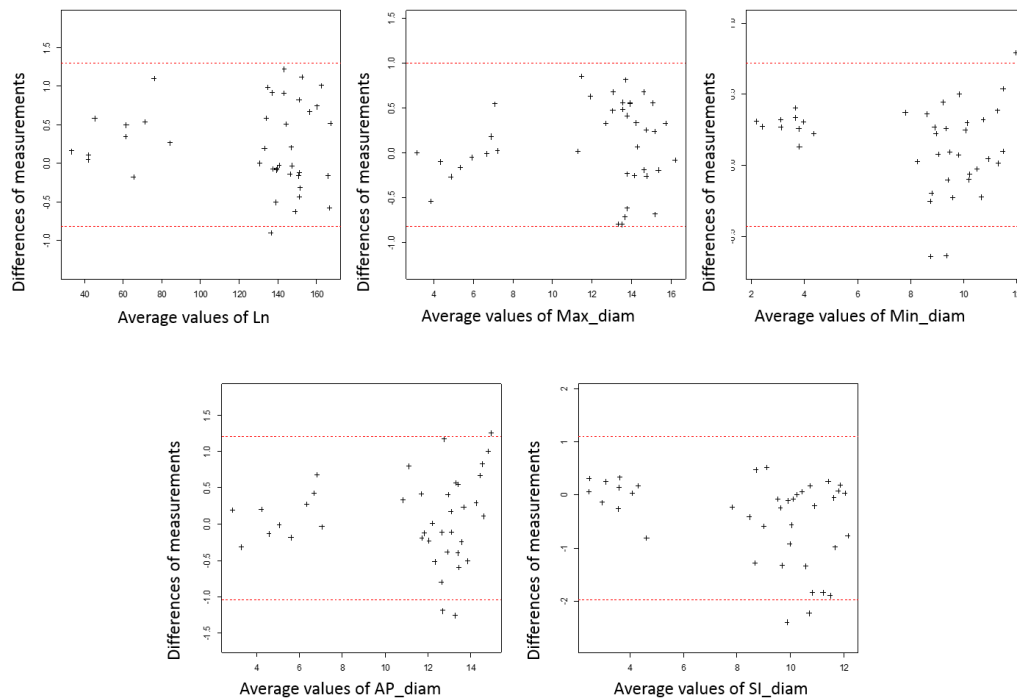 Differences of measurements
1.5
1.0
0.5
0.0
-0.5
-1.0
40 60 80 100 120 140 160
Average values of Ln
Differences of measurements
1.5
1.0
0.5
0.0
-0.5
-1.0
4 6 8 10 12 14 16
Average values of Max_diam
Differences of measurements
1.0
2 4 6 8 10
Average values of Min_diam
Differences of measurements
1.5
1.0
0.5
0.0
-0.5
-1.0
-1.5
4 6 8 10 12 14
Average values of AP_diam
Differences of measurements
2
1
0
-1
-2
4 6 8 10 12
Average values of SI_diam